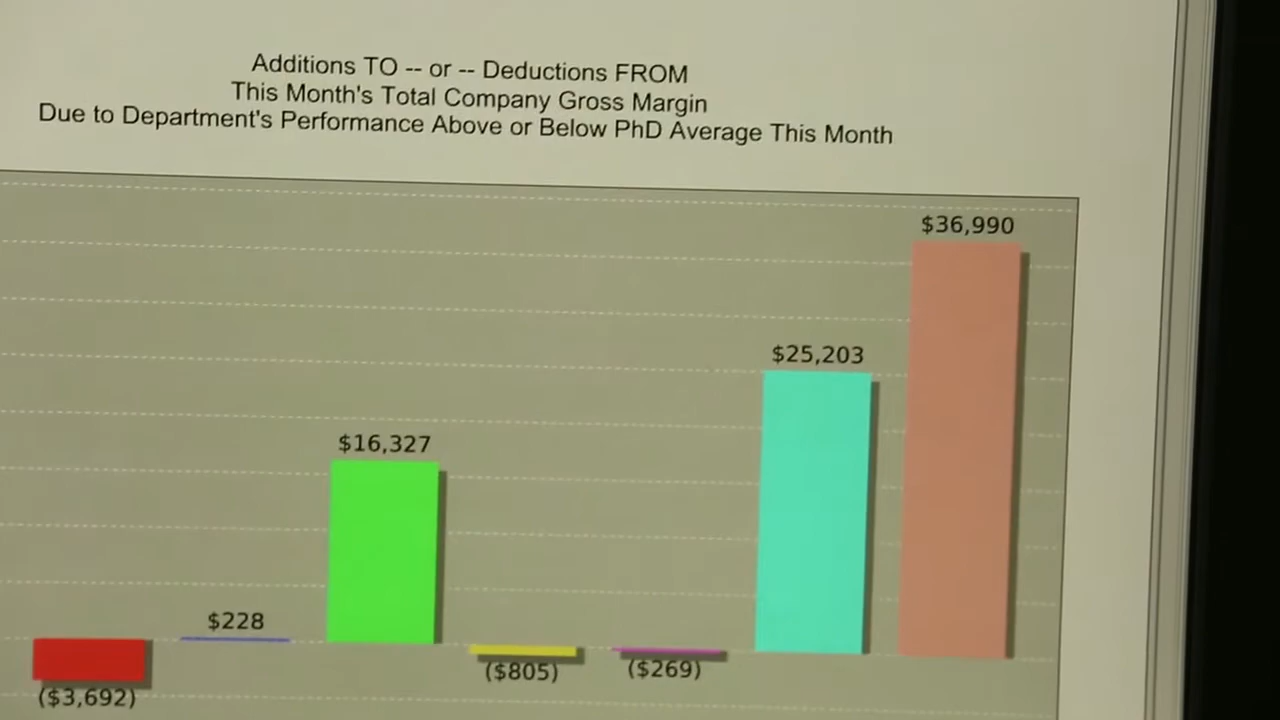 Additions TO -- or -- Deductions FROM
This Month's Total Company Gross Margin
Due to Department's Performance Above or Below PhD Average This Month
$36,990
$25,203
$16,327
$228
($805)
($269)
($3,692)